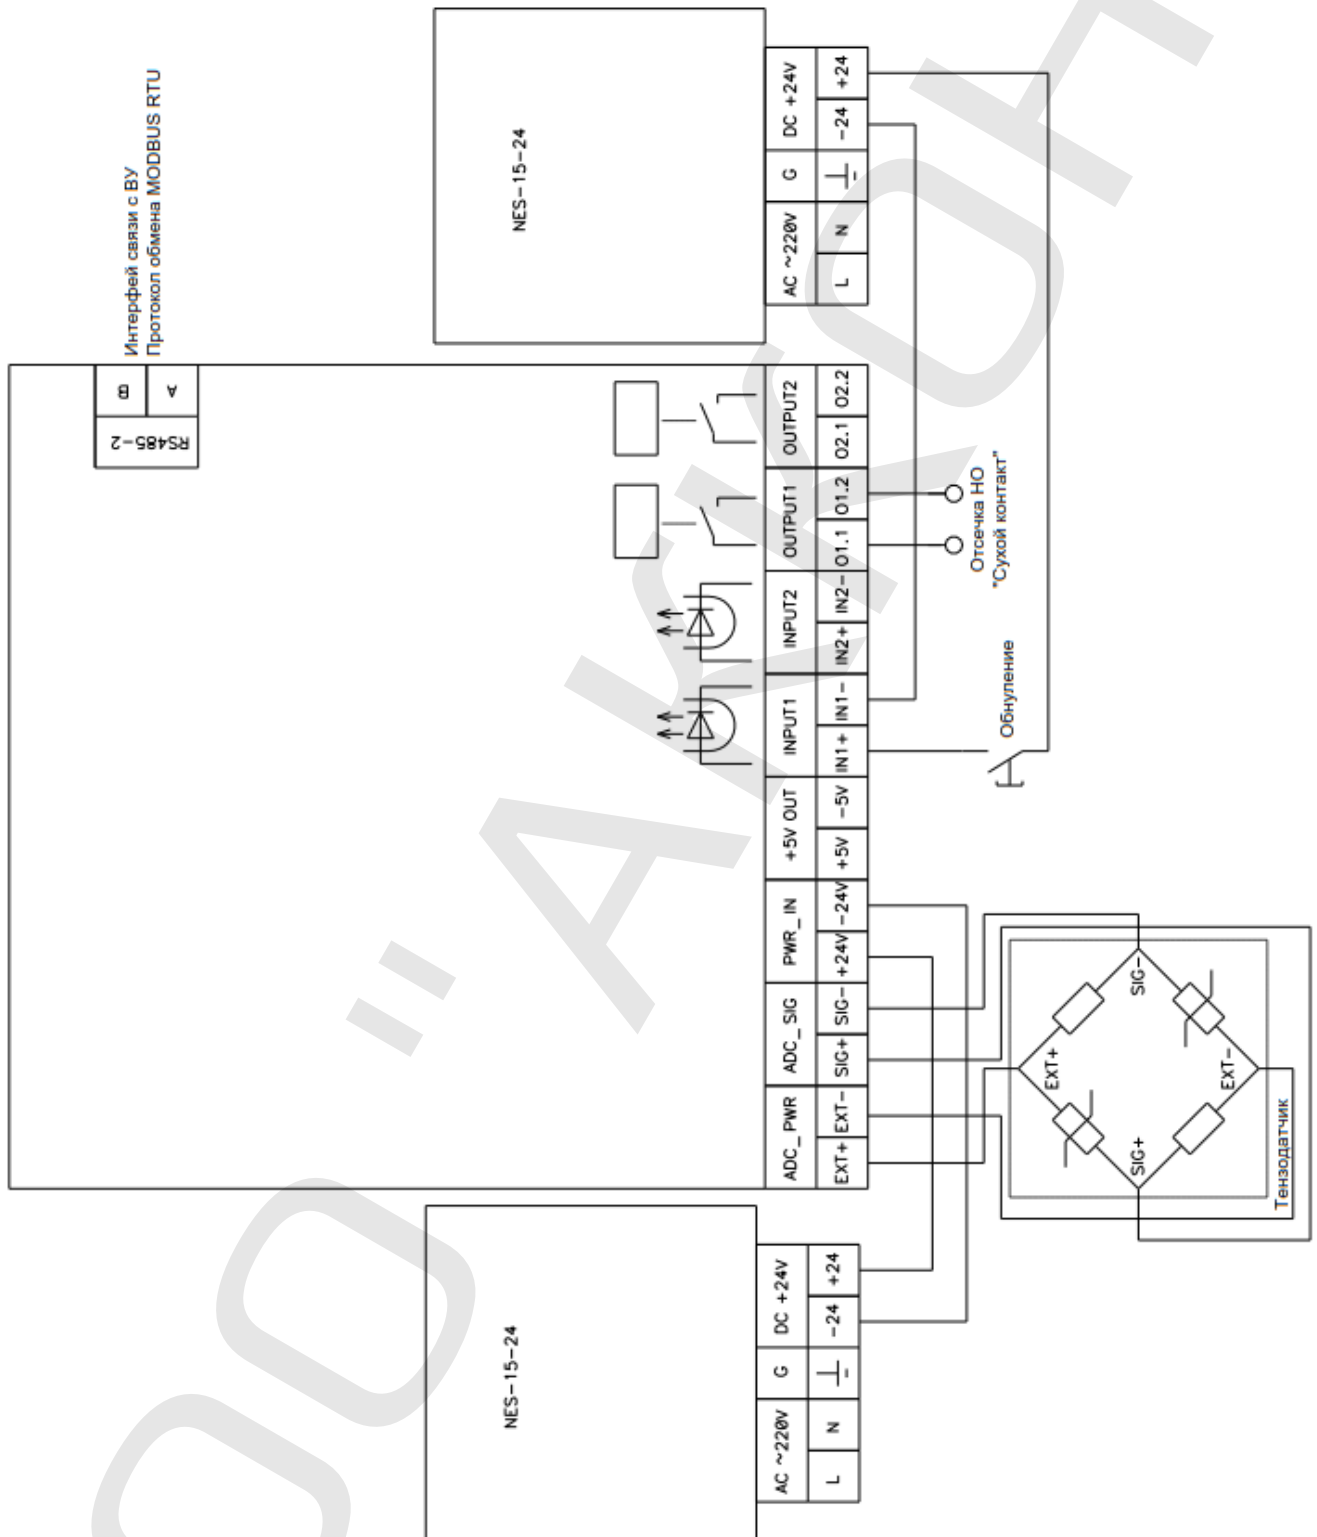 Интерфей связи с ВУ
Протокол обмена MODBUS RTU
RS485-2
B
A
NES-15-24
AC ~220V
G
DC +24V
L
N
-24
+24
ADC_PWR
ADC_SIG
PWR_IN
+5V OUT
INPUT1
INPUT2
OUTPUT1
OUTPUT2
EXT+
EXT-
SIG+
SIG-
+24V
-24V
+5V
-5V
IN1+
IN1-
IN2+
IN2-
O1.1
O1.2
O2.1
O2.2
NES-15-24
AC ~220V
G
DC +24V
L
N
-24
+24
Обнуление
Отсечка НО
"Сухой контакт"
EXT+
SIG-
SIG+
EXT-
Тензодатчик
ОО "АККОН